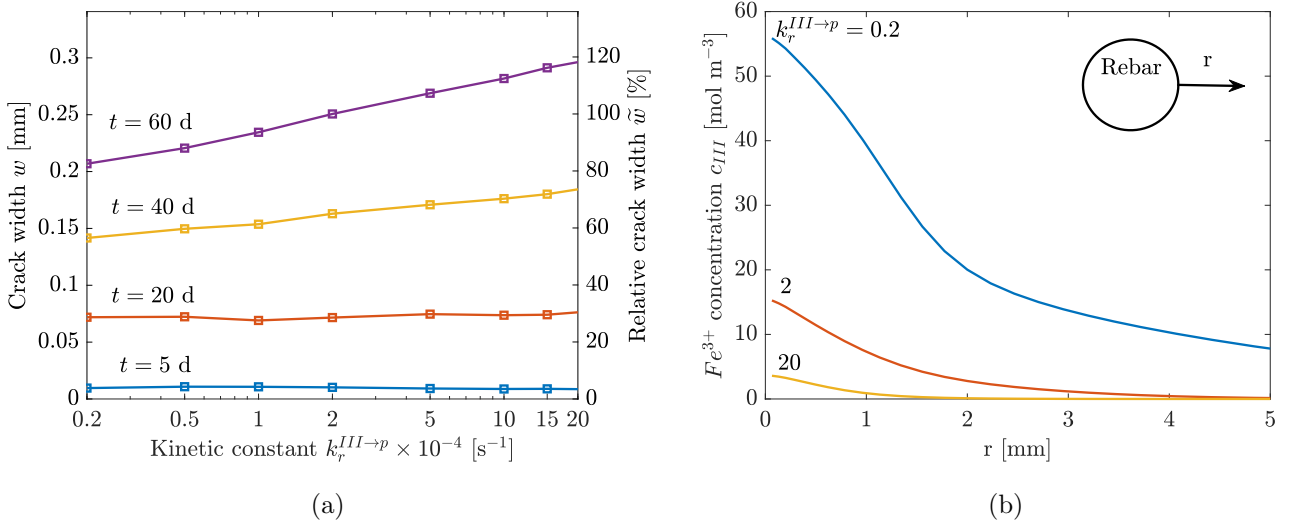 0.3
0.25
0.2
0.15
0.1
0.05
0
Crack width w [mm]
t = 60 d
t = 40 d
t = 20 d
t = 5 d
120
100
80
60
40
20
0
Relative crack width w̃ [%]
0.2 0.5 1 2 5 10 15 20
Kinetic constant k_r^{III→p} × 10^{-4} [s^{-1}]
(a)
60
50
40
30
20
10
0
Fe^{3+} concentration c_{III} [mol m^{-3}]
k_r^{III→p} = 0.2
2
20
Rebar
r
0 1 2 3 4 5
r [mm]
(b)